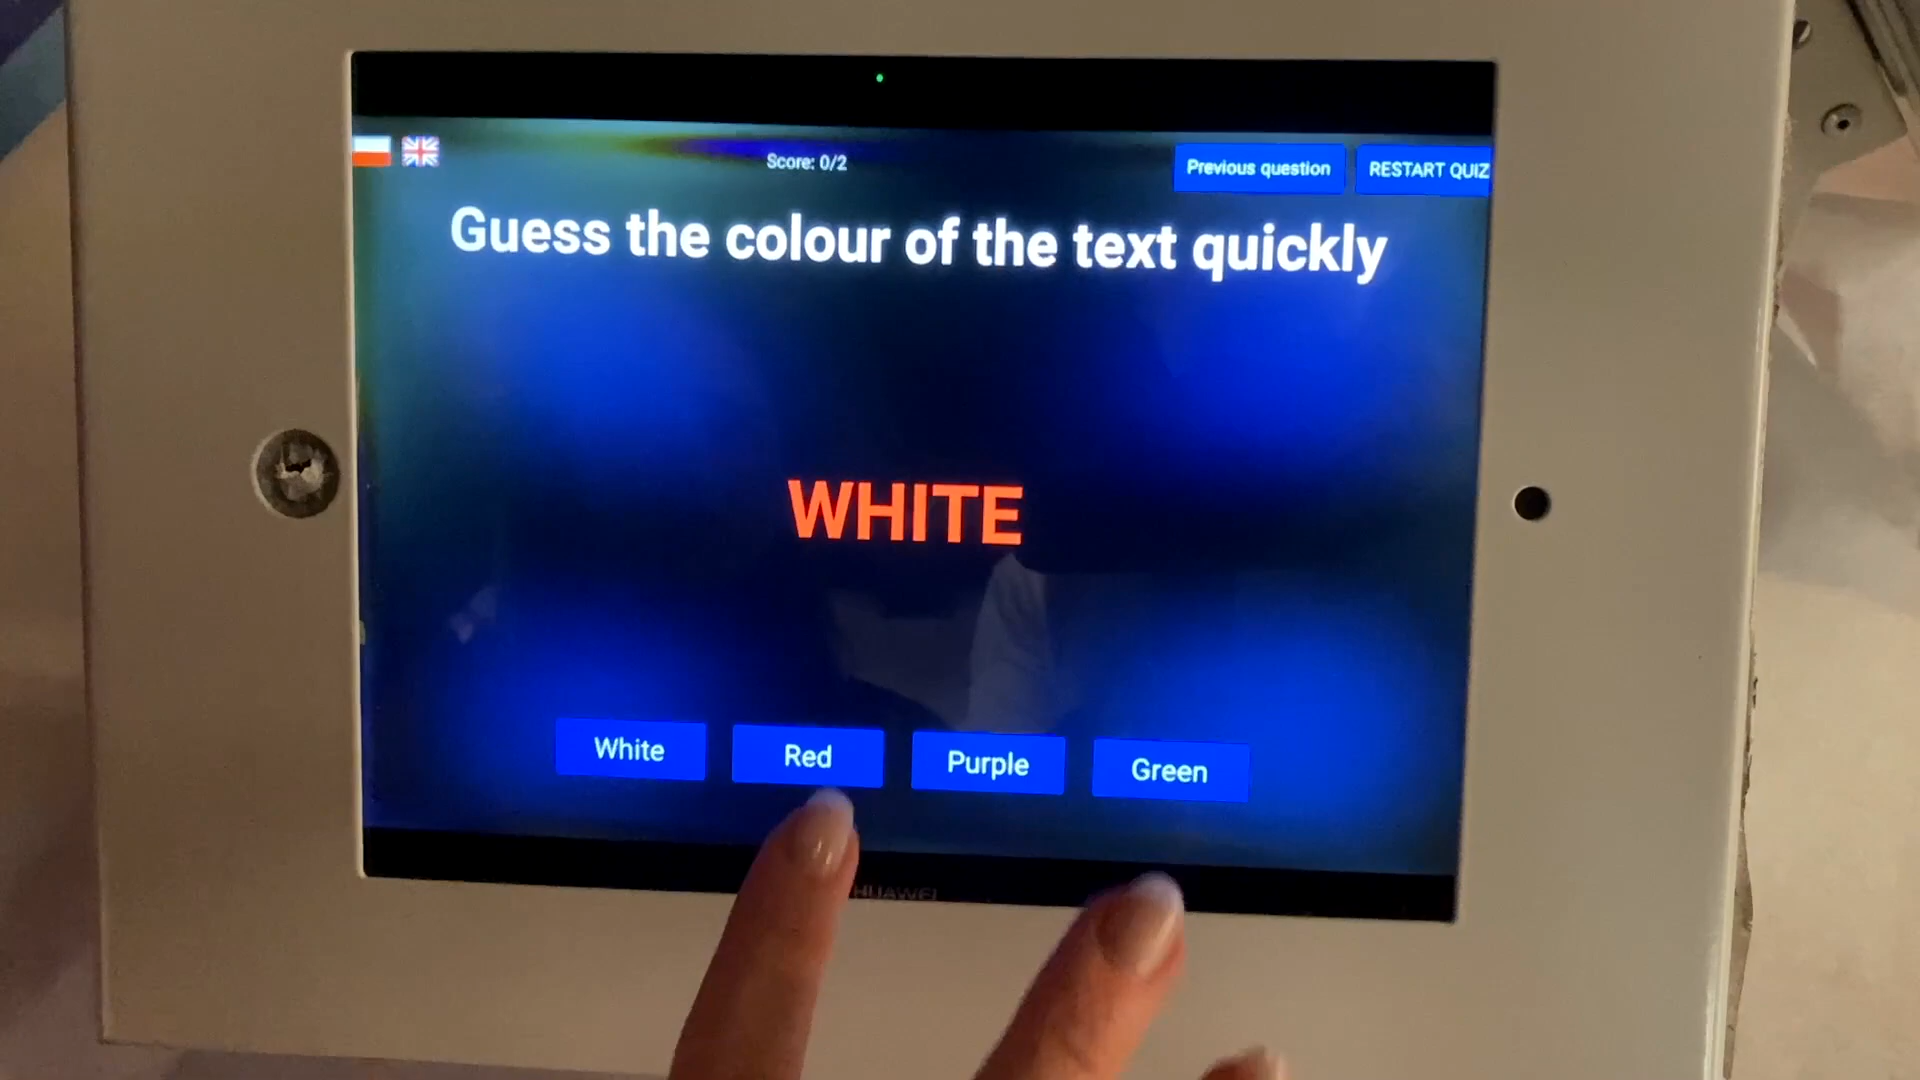 Score: 0/2
Previous question
RESTART QUIZ
Guess the colour of the text quickly
WHITE
White
Red
Purple
Green
HUAWEI